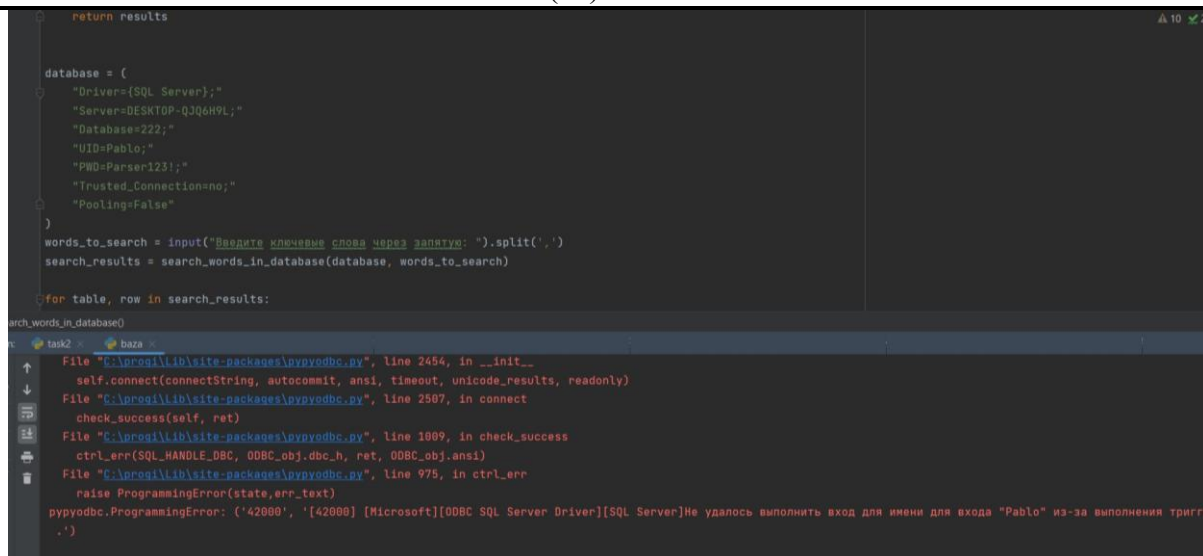 return results
10 2
database = (
"Driver={SQL Server};"
"Server=DESKTOP-QJQ6H9L;"
"Database=222;"
"UID=Pablo;"
"PWD=Parser123!;"
"Trusted_Connection=no;"
"Pooling=False"
)
words_to_search = input("Введите ключевые слова через запятую: ").split(',')
search_results = search_words_in_database(database, words_to_search)
for table, row in search_results:
arch_words_in_database()
n: task2 × baza ×
File "C:\progi\Lib\site-packages\pypyodbc.py", line 2454, in __init__
self.connect(connectString, autocommit, ansi, timeout, unicode_results, readonly)
File "C:\progi\Lib\site-packages\pypyodbc.py", line 2507, in connect
check_success(self, ret)
File "C:\progi\Lib\site-packages\pypyodbc.py", line 1009, in check_success
ctrl_err(SQL_HANDLE_DBC, ODBC_obj.dbc_h, ret, ODBC_obj.ansi)
File "C:\progi\Lib\site-packages\pypyodbc.py", line 975, in ctrl_err
raise ProgrammingError(state,err_text)
pypyodbc.ProgrammingError: ('42000', '[42000] [Microsoft][ODBC SQL Server Driver][SQL Server]Не удалось выполнить вход для имени для входа "Pablo" из-за выполнения тригг
.')